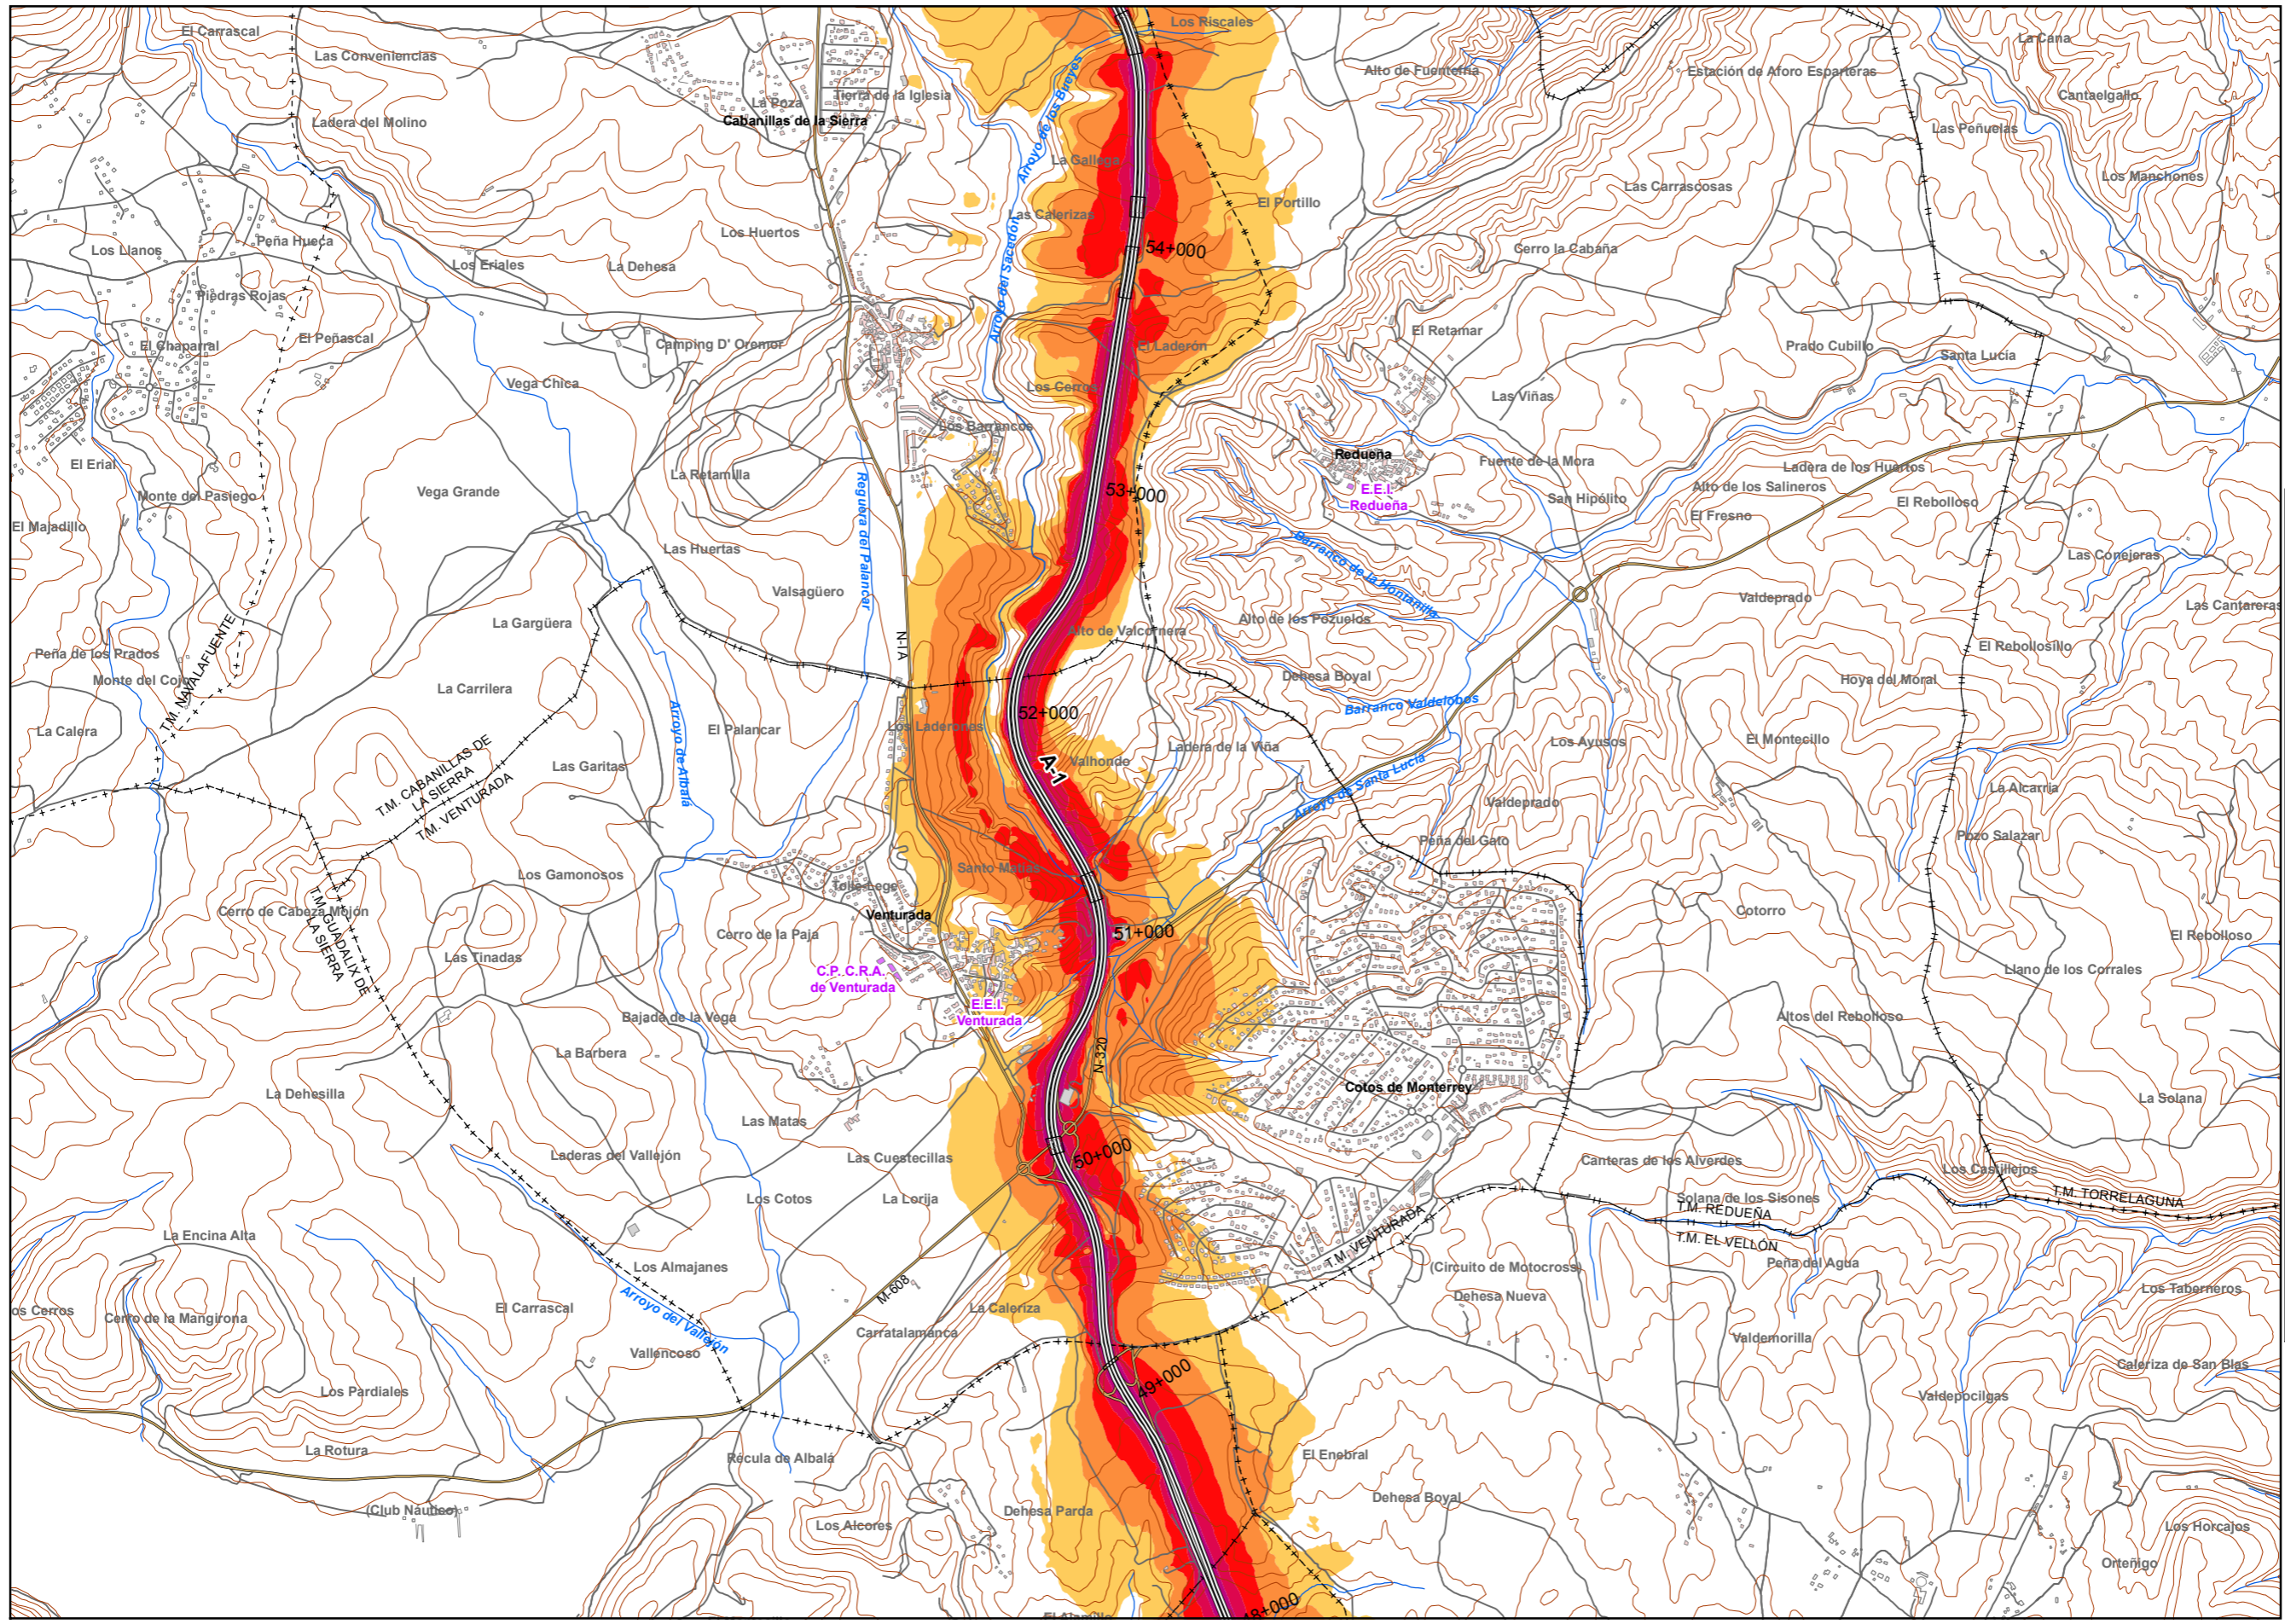 Los Riscales
El Carrascal
La Cana
Las Conveniencias
Alto de Fuentefría
Estación de Aforo Esparteras
Tierra de la Iglesia
Cantaelgallo
La Poza
Cabanillas de la Sierra
Ladera del Molino
Arroyo de los Bueyes
Las Peñuelas
La Gallega
Los Manchones
Las Carrascosas
El Portillo
Las Calerizas
Los Huertos
Peña Hueca
Los Llanos
54+000
Cerro la Cabaña
Los Eriales
La Dehesa
Arroyo del Sacedón
Piedras Rojas
El Retamar
El Peñascal
El Chaparral
Camping D' Oremor
El Laderón
Prado Cubillo
Santa Lucía
Vega Chica
Los Cerros
Las Viñas
Los Barrancos
Redueña
El Erial
La Retamilla
Fuente de la Mora
Ladera de los Huertos
Vega Grande
Reguera del Palancar
53+000
E.E.I.
Redueña
Alto de los Salineros
Monte del Pasiego
San Hipólito
El Rebolloso
El Majadillo
El Fresno
Las Huertas
Barranco de la Hontanilla
Las Conejeras
Valsagüero
Valdeprado
Las Cantareras
La Gargüera
Alto de los Pozuelos
Alto de Valcornera
N-I A
T.M. NAVALAFUENTE
El Rebollosillo
Peña de los Prados
Monte del Cojo
Dehesa Boyal
Hoya del Moral
La Carrilera
Barranco Valdelobos
52+000
La Calera
El Palancar
Arroyo de Albalá
Los Laderones
Ladera de la Viña
Los Ayusos
El Montecillo
T.M. CABANILLAS DE
LA SIERRA
T.M. VENTURADA
Las Garitas
A-1
Valhondo
Arroyo de Santa Lucía
La Alcarria
Valdeprado
Pozo Salazar
Peña del Gato
Santo Matías
Los Gamonosos
Tolle-Lege
Venturada
Cerro de Cabeza Mojón
T.M. GUADALIX DE
LA SIERRA
Cotorro
Cerro de la Paja
51+000
El Rebolloso
Las Tinadas
C.P. C.R.A.
de Venturada
Llano de los Corrales
E.E.I.
Venturada
Bajada de la Vega
Altos del Rebolloso
La Barbera
N-320
Cotos de Monterrey
La Dehesilla
La Solana
Las Matas
50+000
Laderas del Vallejón
Las Cuestecillas
Canteras de los Alverdes
Los Castillejos
Los Cotos
La Lorija
Solana de los Sisones
T.M. TORRELAGUNA
T.M. REDUEÑA
La Encina Alta
T.M. VENTURADA
T.M. EL VELLÓN
Los Almajanes
(Circuito de Motocross)
Peña del Agua
M-608
Los Taberneros
Dehesa Nueva
os Cerros
Cerro de la Mangirona
El Carrascal
Arroyo del Vallejón
La Caleriza
Carratalamanca
Valdemorilla
Vallencoso
49+000
Caleriza de San Blas
Los Pardiales
Valdepocilgas
La Rotura
Récula de Albalá
El Enebral
Dehesa Boyal
(Club Náutico)
Dehesa Parda
Los Alcores
Los Horcajos
Orteñigo
48+000